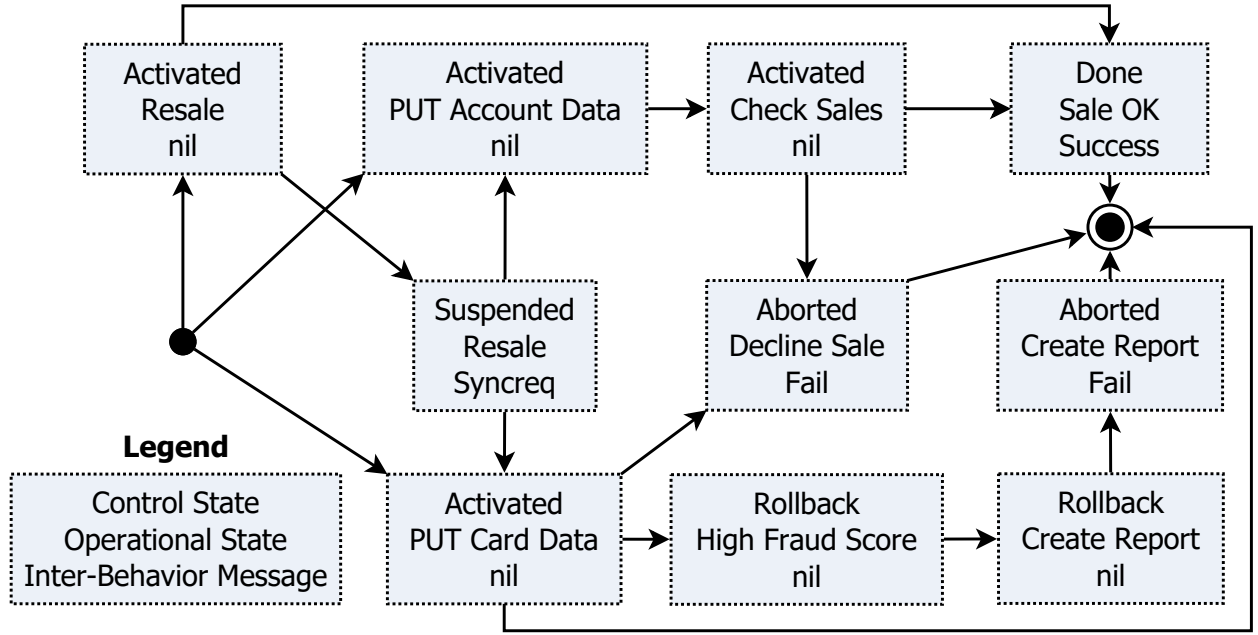 Activated
Resale
nil
Activated
PUT Account Data
nil
Activated
Check Sales
nil
Done
Sale OK
Success
Suspended
Resale
Syncreq
Aborted
Decline Sale
Fail
Aborted
Create Report
Fail
Legend
Control State
Operational State
Inter-Behavior Message
Activated
PUT Card Data
nil
Rollback
High Fraud Score
nil
Rollback
Create Report
nil